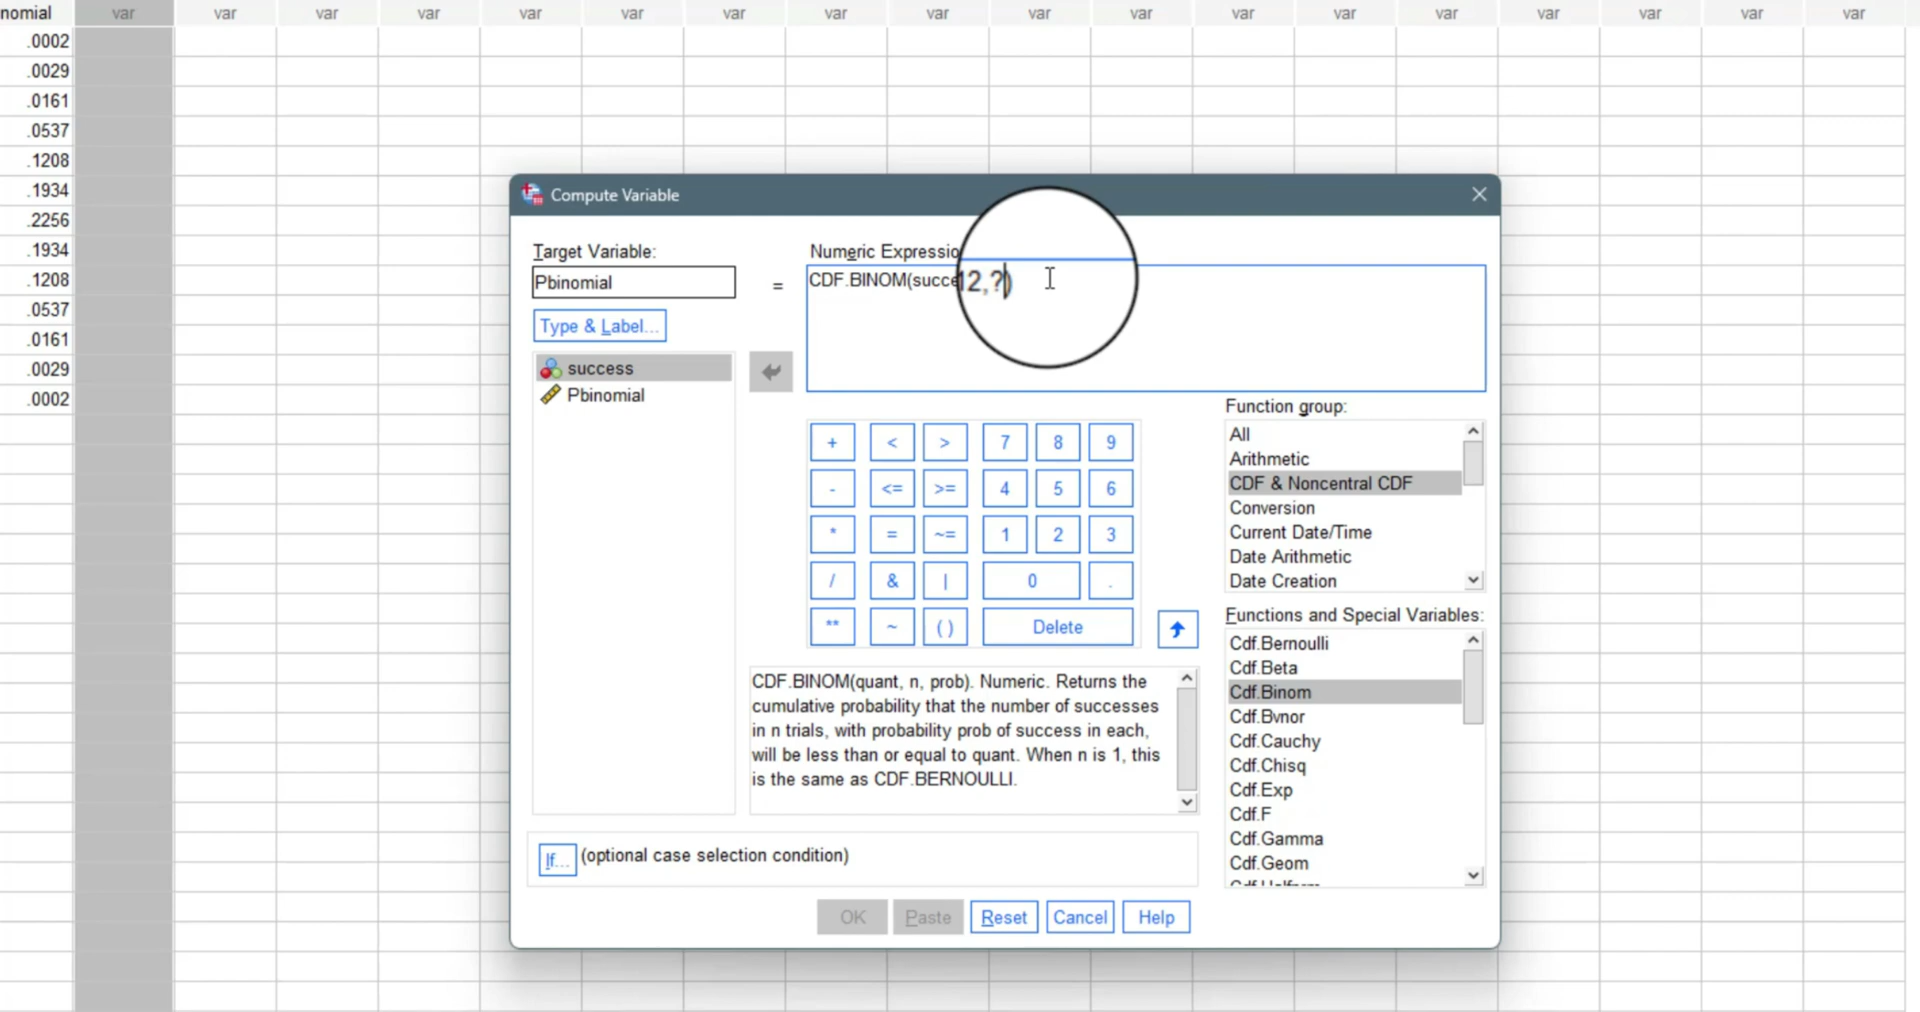 nomial var var var var var var var var var var var var var var var var var var
.0002
.0029
.0161
.0537
.1208
.1934
.2256
.1934
.1208
.0537
.0161
.0029
.0002
Compute Variable
Target Variable:
Pbinomial
=
Type & Label...
success
Pbinomial
Numeric Expressio
CDF.BINOM(succe12,?)
+ < > 7 8 9
- <= >= 4 5 6
* = ~= 1 2 3
/ & | 0 .
** ~ ( ) Delete
Function group:
All
Arithmetic
CDF & Noncentral CDF
Conversion
Current Date/Time
Date Arithmetic
Date Creation
Functions and Special Variables:
Cdf.Bernoulli
Cdf.Beta
Cdf.Binom
Cdf.Bvnor
Cdf.Cauchy
Cdf.Chisq
Cdf.Exp
Cdf.F
Cdf.Gamma
Cdf.Geom
CDF.BINOM(quant, n, prob). Numeric. Returns the
cumulative probability that the number of successes
in n trials, with probability prob of success in each,
will be less than or equal to quant. When n is 1, this
is the same as CDF.BERNOULLI.
If... (optional case selection condition)
OK Paste Reset Cancel Help